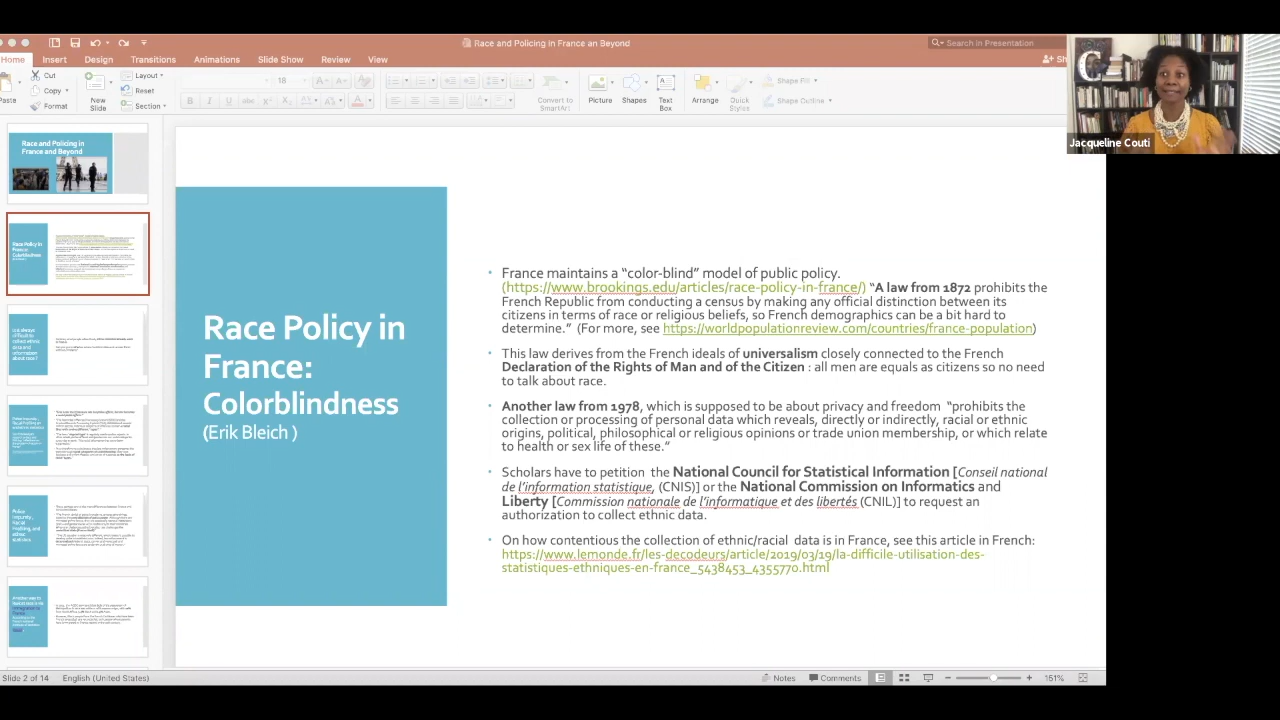 Race and Policing in France an Beyond
Search in Presentation
Home
Insert
Design
Transitions
Animations
Slide Show
Review
View
Cut
Copy
Format
New
Slide
Layout
Reset
Section
18
Convert to
SmartArt
Picture
Shapes
Text
Box
Arrange
Quick
Styles
Shape Fill
Shape Outline
Jacqueline Couti
Race and Policing in
France and Beyond
Race Policy in
France:
Colorblindness
(Erik Bleich )
• France maintains a “color-blind” model of public policy.
(https://www.brookings.edu/articles/race-policy-in-france/) “A law from 1872 prohibits the
French Republic from conducting a census by making any official distinction between its
citizens in terms of race or religious beliefs, so French demographics can be a bit hard to
determine.” (For more, see https://worldpopulationreview.com/countries/france-population)
• This law derives from the French ideals of universalism closely connected to the French
Declaration of the Rights of Man and of the Citizen : all men are equals as citizens so no need
to talk about race.
• Another law from 1978, which is supposed to be about privacy and freedom “prohibits the
collection or processing of personal data which reveals, directly or indirectly, racial or ethnic
origins, political, philosophical or religious opinions or trade union membership, or which relate
to health or sex life of these.”
• Scholars have to petition the National Council for Statistical Information [Conseil national
de l’information statistique, (CNIS)] or the National Commission on Informatics and
Liberty [Commission nationale de l’informatique et des libertés (CNIL)] to request an
authorization to collect ethnic data.
• On how contentious the collection of ethnic/racial data is in France, see this article in French:
https://www.lemonde.fr/les-decodeurs/article/2019/03/19/la-difficile-utilisation-des-
statistiques-ethniques-en-france_5438453_4355770.html
Slide 2 of 14
English (United States)
Notes
Comments
151%